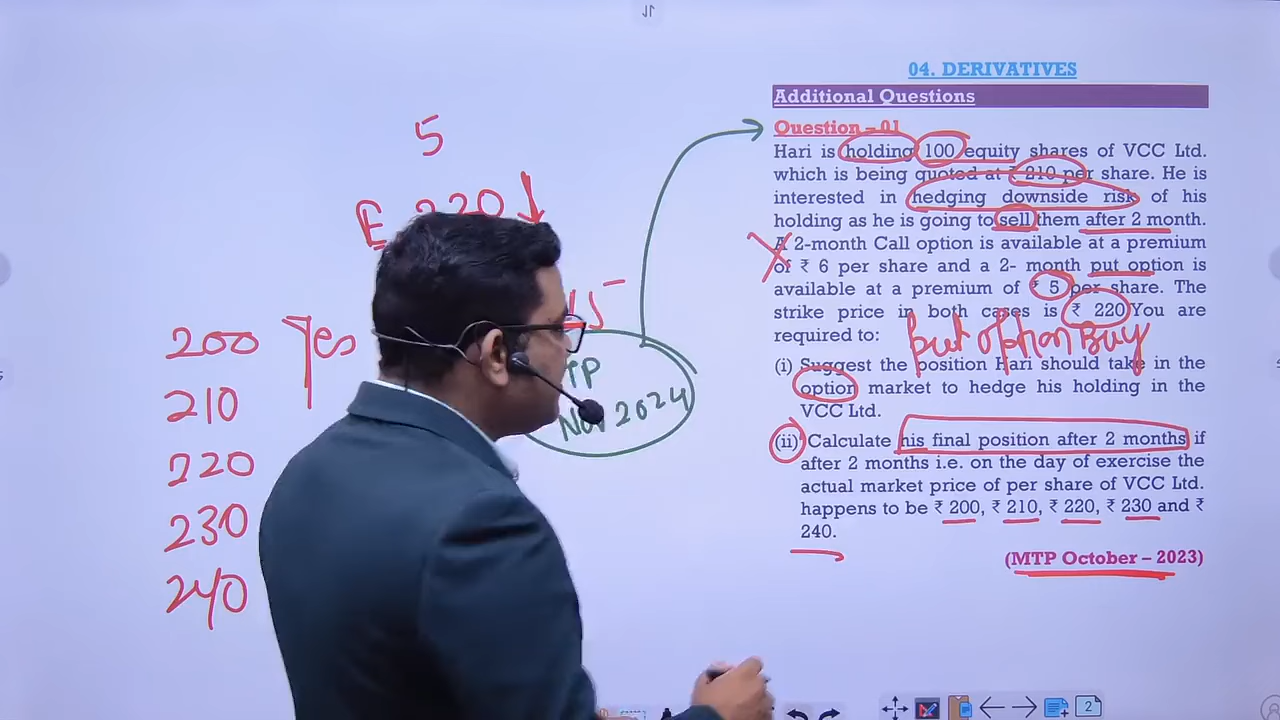 04. DERIVATIVES
Additional Questions
Question – 01
Hari is holding 100 equity shares of VCC Ltd.
which is being quoted at ₹ 210 per share. He is
interested in hedging downside risk of his
holding as he is going to sell them after 2 month.
A 2-month Call option is available at a premium
of ₹ 6 per share and a 2- month put option is
available at a premium of ₹ 5 per share. The
strike price in both cases is ₹ 220 You are
required to:
put option Buy
(i) Suggest the position Hari should take in the
option market to hedge his holding in the
VCC Ltd.
(ii) Calculate his final position after 2 months if
after 2 months i.e. on the day of exercise the
actual market price of per share of VCC Ltd.
happens to be ₹ 200, ₹ 210, ₹ 220, ₹ 230 and ₹
240.
(MTP October – 2023)
5
E 220
200 Yes
210
220
230
240
Nov 2024
2